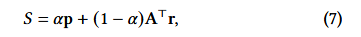 S = αp + (1 − α)A⊤r, (7)